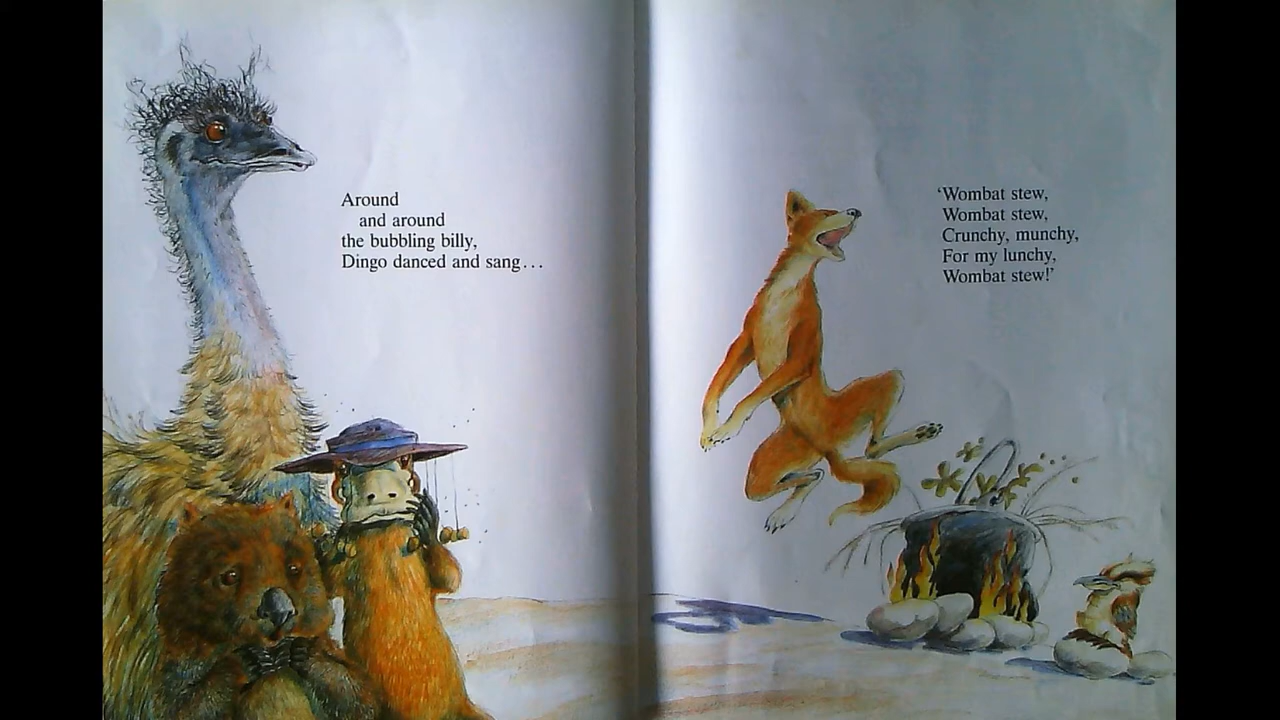 Around
and around
the bubbling billy,
Dingo danced and sang...
‘Wombat stew,
Wombat stew,
Crunchy, munchy,
For my lunchy,
Wombat stew!’